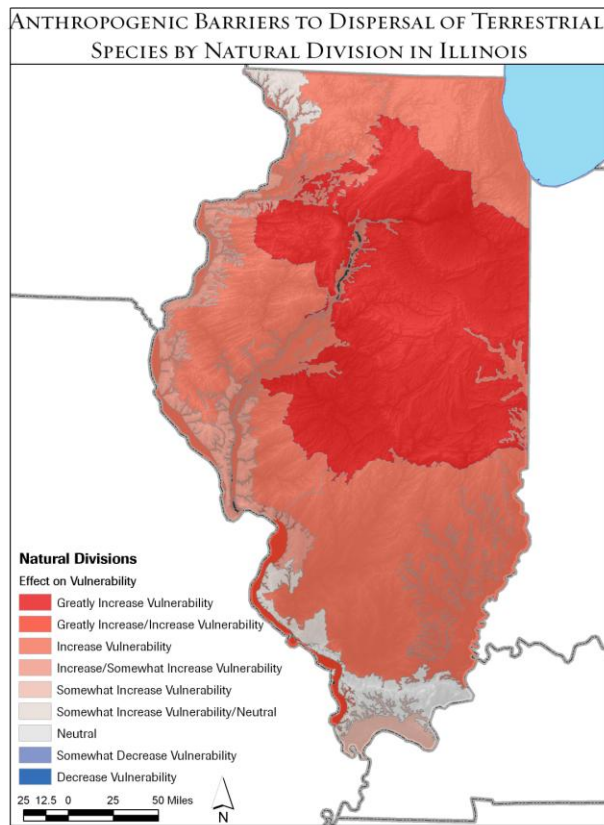 ANTHROPOGENIC BARRIERS TO DISPERSAL OF TERRESTRIAL
SPECIES BY NATURAL DIVISION IN ILLINOIS
Natural Divisions
Effect on Vulnerability
Greatly Increase Vulnerability
Greatly Increase/Increase Vulnerability
Increase Vulnerability
Increase/Somewhat Increase Vulnerability
Somewhat Increase Vulnerability
Somewhat Increase Vulnerability/Neutral
Neutral
Somewhat Decrease Vulnerability
Decrease Vulnerability
25 12.5 0 25 50 Miles
N